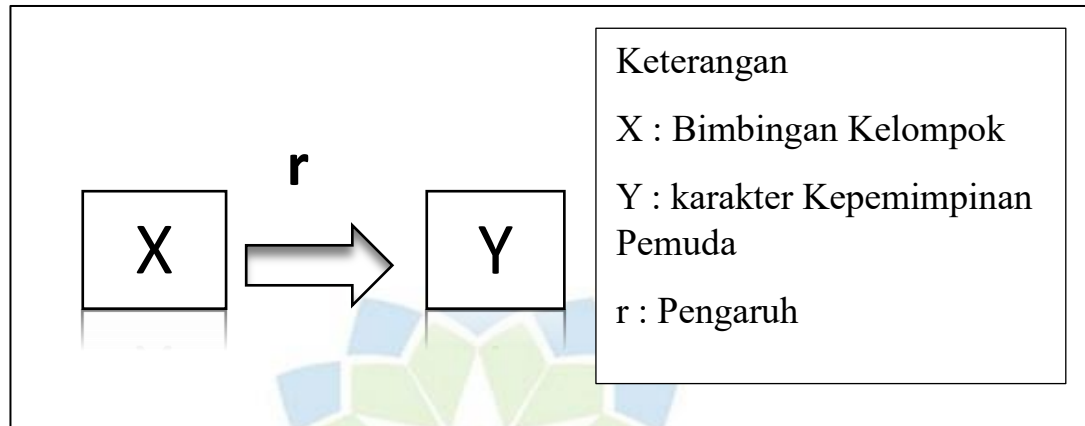 r
X
Y
Keterangan
X : Bimbingan Kelompok
Y : karakter Kepemimpinan
Pemuda
r : Pengaruh